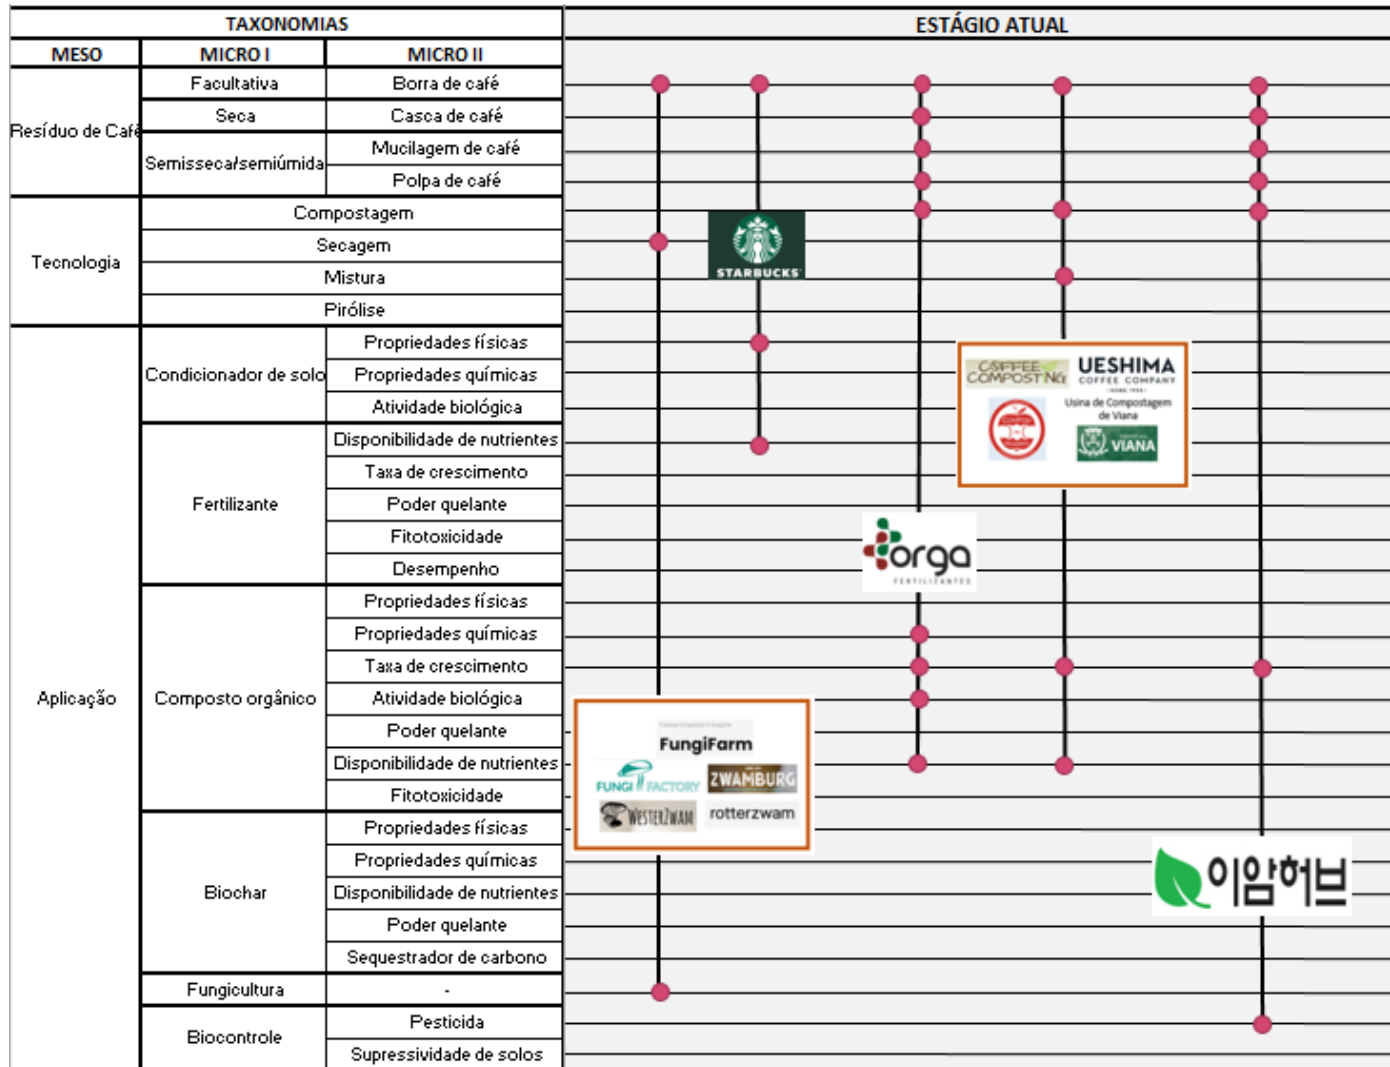 TAXONOMIAS
ESTÁGIO ATUAL
MESO
MICRO I
MICRO II
Resíduo de Café
Facultativa
Borra de café
Seca
Casca de café
Semisseca/semiúmida
Mucilagem de café
Polpa de café
Tecnologia
Compostagem
Secagem
Mistura
Pirólise
STARBUCKS
Aplicação
Condicionador de solo
Propriedades físicas
Propriedades químicas
Atividade biológica
COFFEE
COMPOSTING
UESHIMA
COFFEE COMPANY
Usina de Compostagem
de Viana
VIANA
Fertilizante
Disponibilidade de nutrientes
Taxa de crescimento
Poder quelante
Fitotoxicidade
Desempenho
orga
FERTILIZANTES
Composto orgânico
Propriedades físicas
Propriedades químicas
Taxa de crescimento
Atividade biológica
Poder quelante
Disponibilidade de nutrientes
Fitotoxicidade
FungiFarm
FUNGI FACTORY
ZWAMBURG
WESTERZWAM
rotterzwam
Biochar
Propriedades físicas
Propriedades químicas
Disponibilidade de nutrientes
Poder quelante
Sequestrador de carbono
이암허브
Fungicultura
-
Biocontrole
Pesticida
Supressividade de solos